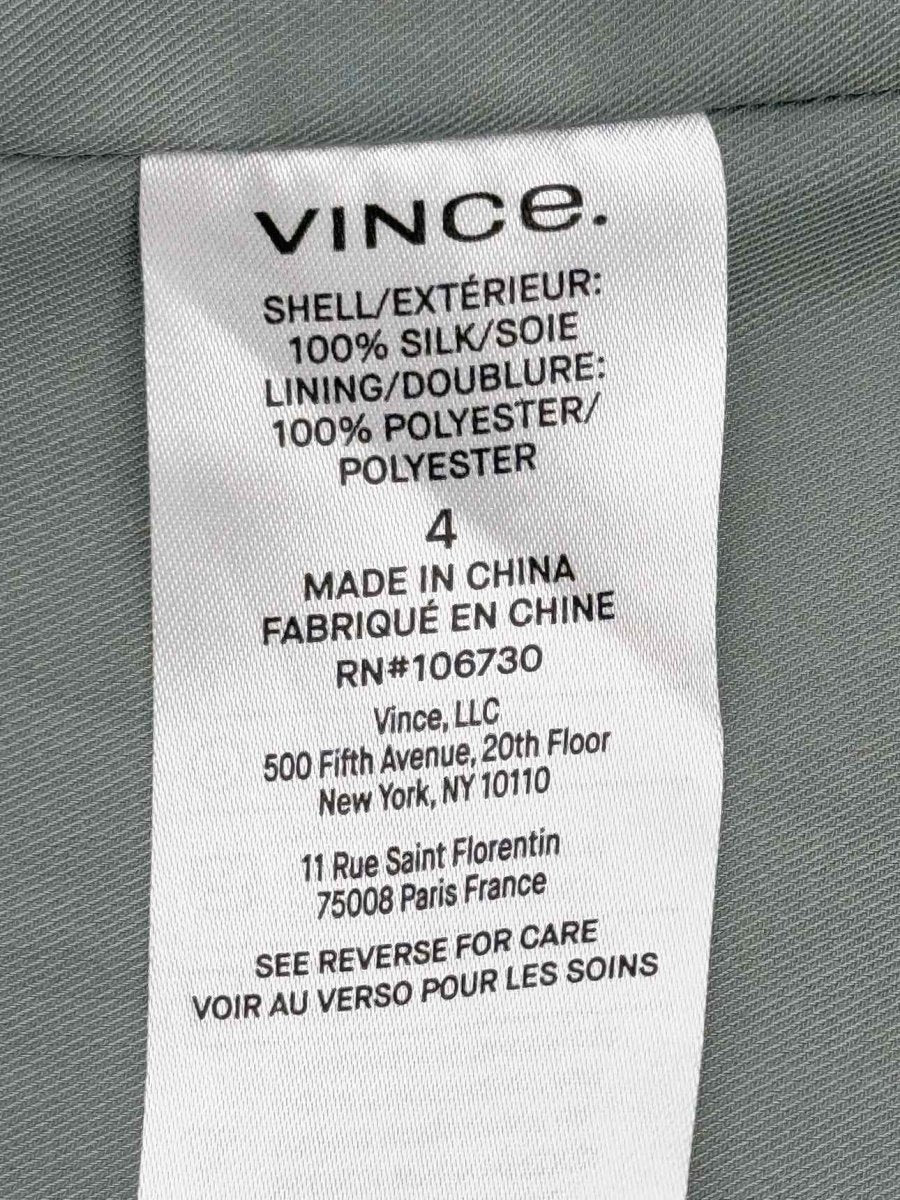 VINCe.
SHELL/EXTÉRIEUR:
100% SILK/SOIE
LINING/DOUBLURE:
100% POLYESTER/
POLYESTER
4
MADE IN CHINA
FABRIQUÉ EN CHINE
RN#106730
Vince, LLC
500 Fifth Avenue, 20th Floor
New York, NY 10110
11 Rue Saint Florentin
75008 Paris France
SEE REVERSE FOR CARE
VOIR AU VERSO POUR LES SOINS